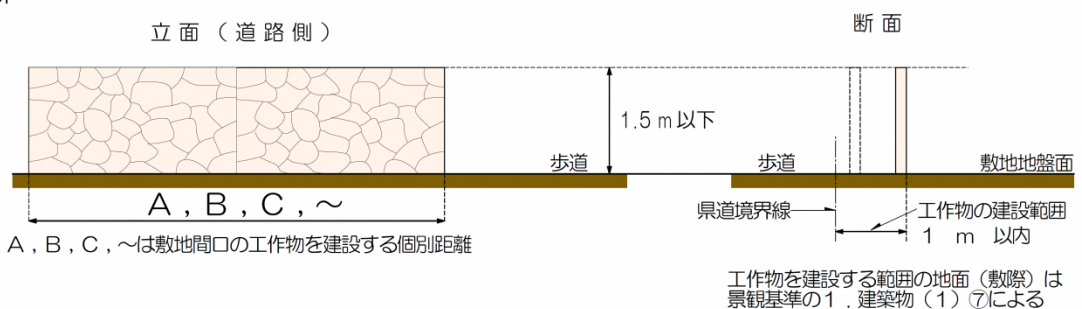 立面（道路側）
断面
1.5ｍ以下
歩道
歩道
敷地地盤面
A，B，C，～
県道境界線
工作物の建設範囲
1 ｍ 以内
A，B，C，～は敷地間口の工作物を建設する個別距離
工作物を建設する範囲の地面（敷際）は
景観基準の1．建築物（1）⑦による